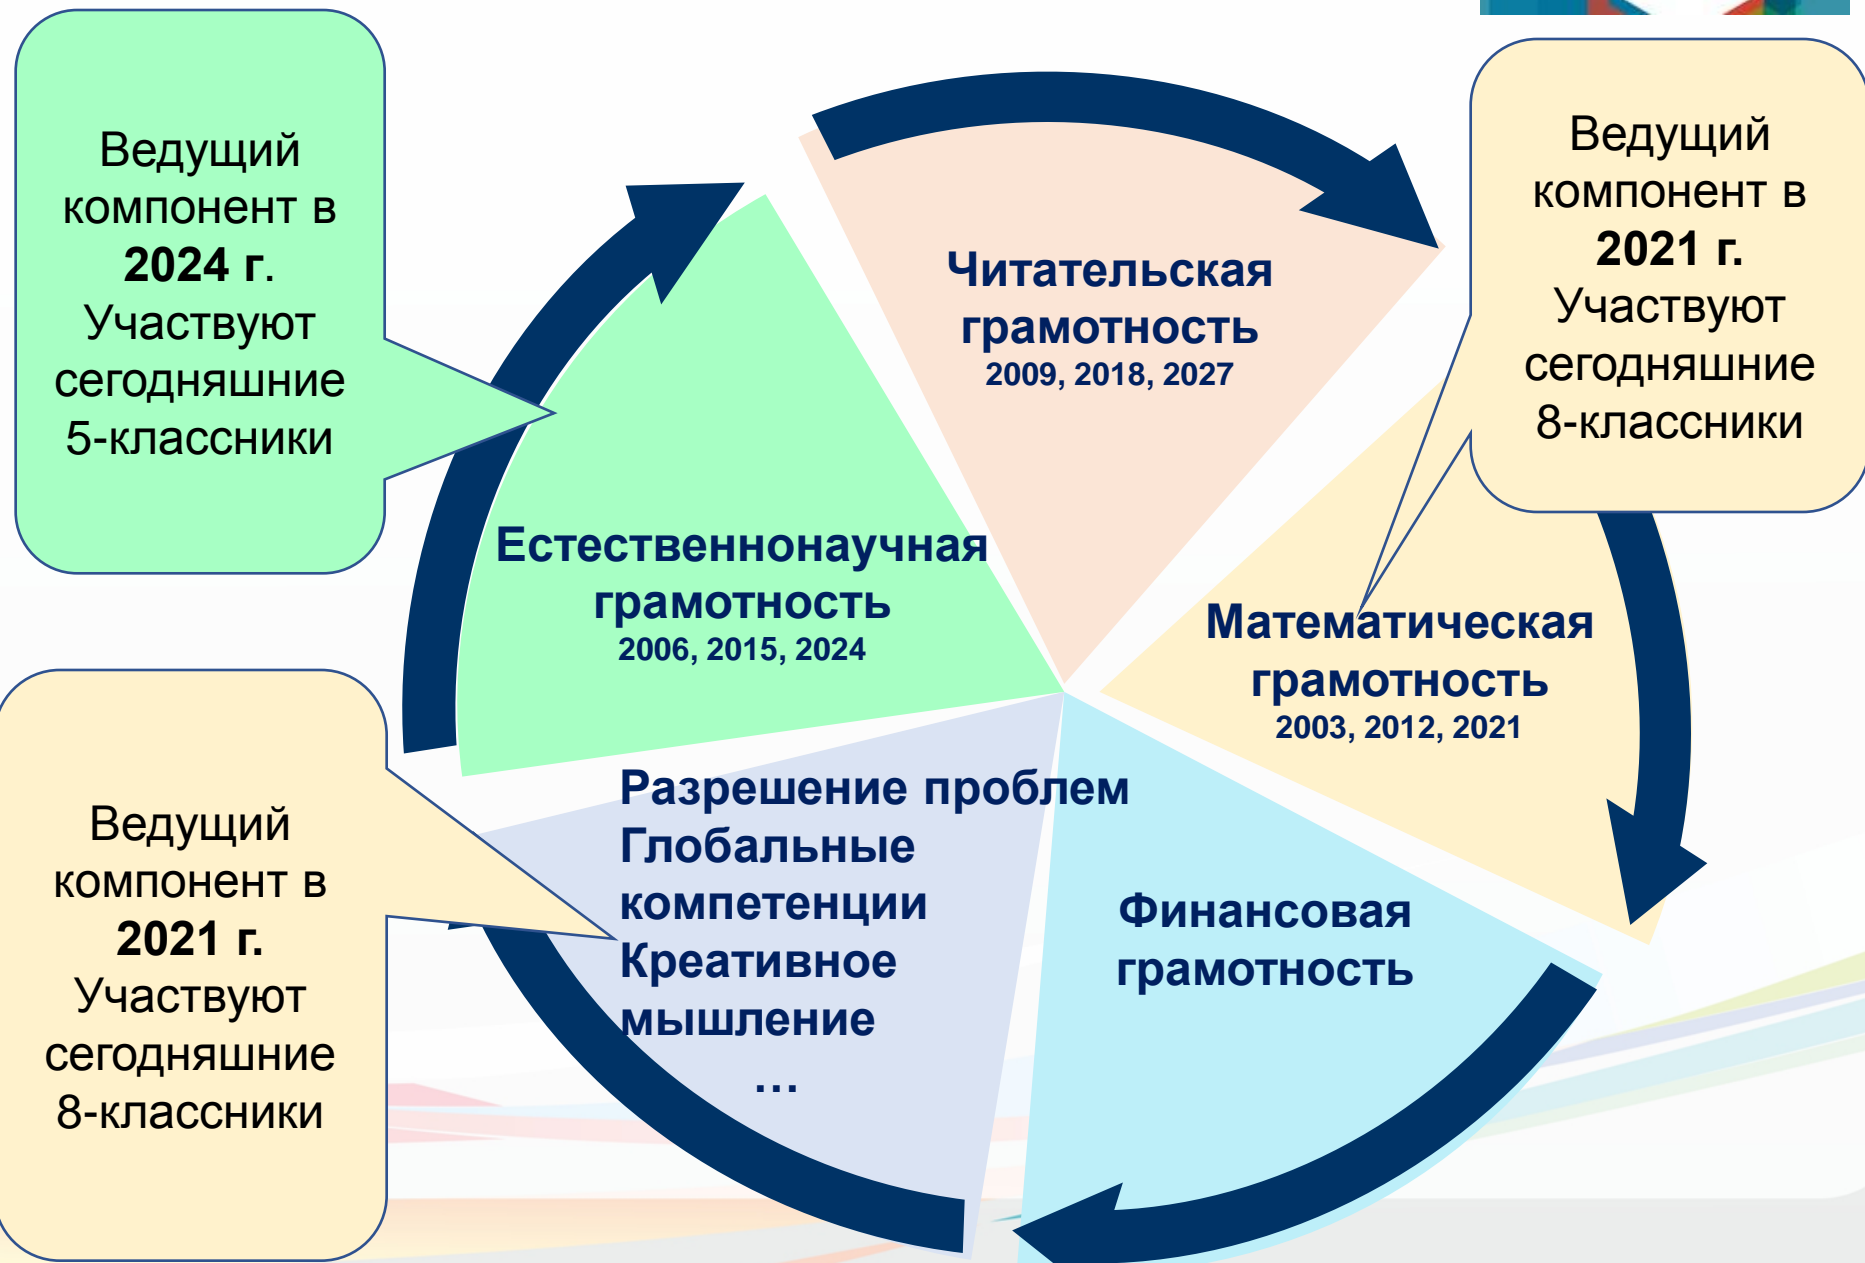 Ведущий
компонент в
2024 г.
Участвуют
сегодняшние
5-классники
Читательская
грамотность
2009, 2018, 2027
Ведущий
компонент в
2021 г.
Участвуют
сегодняшние
8-классники
Естественнонаучная
грамотность
2006, 2015, 2024
Математическая
грамотность
2003, 2012, 2021
Ведущий
компонент в
2021 г.
Участвуют
сегодняшние
8-классники
Разрешение проблем
Глобальные
компетенции
Креативное
мышление
…
Финансовая
грамотность